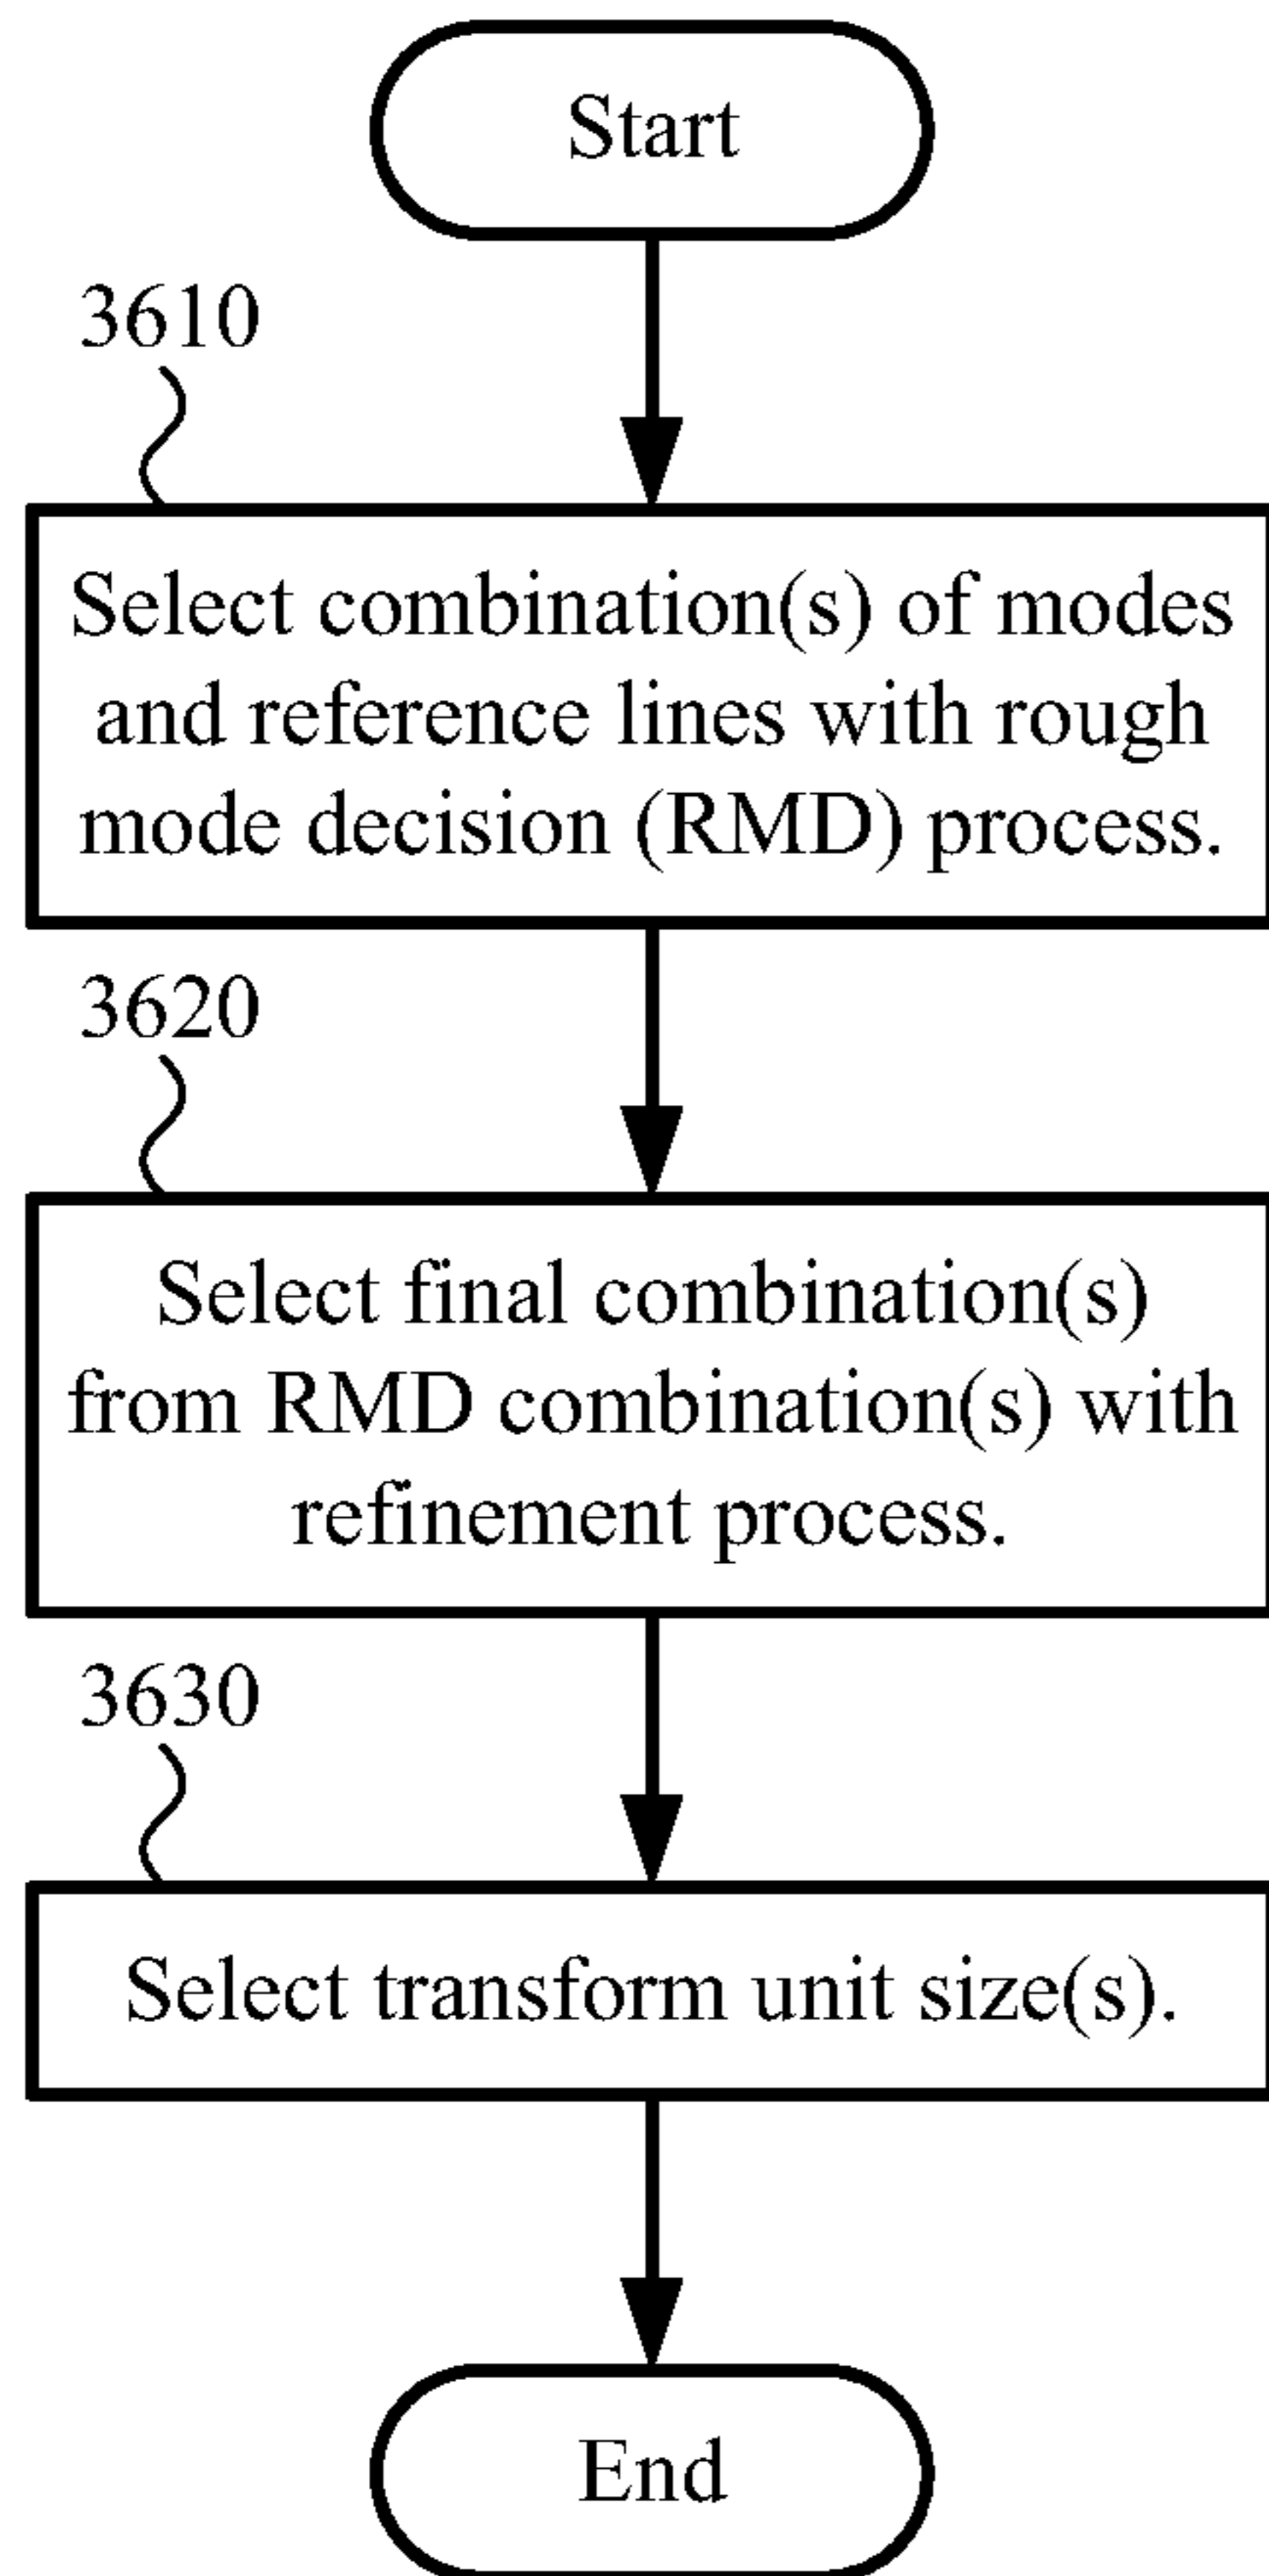 Start
3610
Select combination(s) of modes
and reference lines with rough
mode decision (RMD) process.
3620
Select final combination(s)
from RMD combination(s) with
refinement process.
3630
Select transform unit size(s).
End